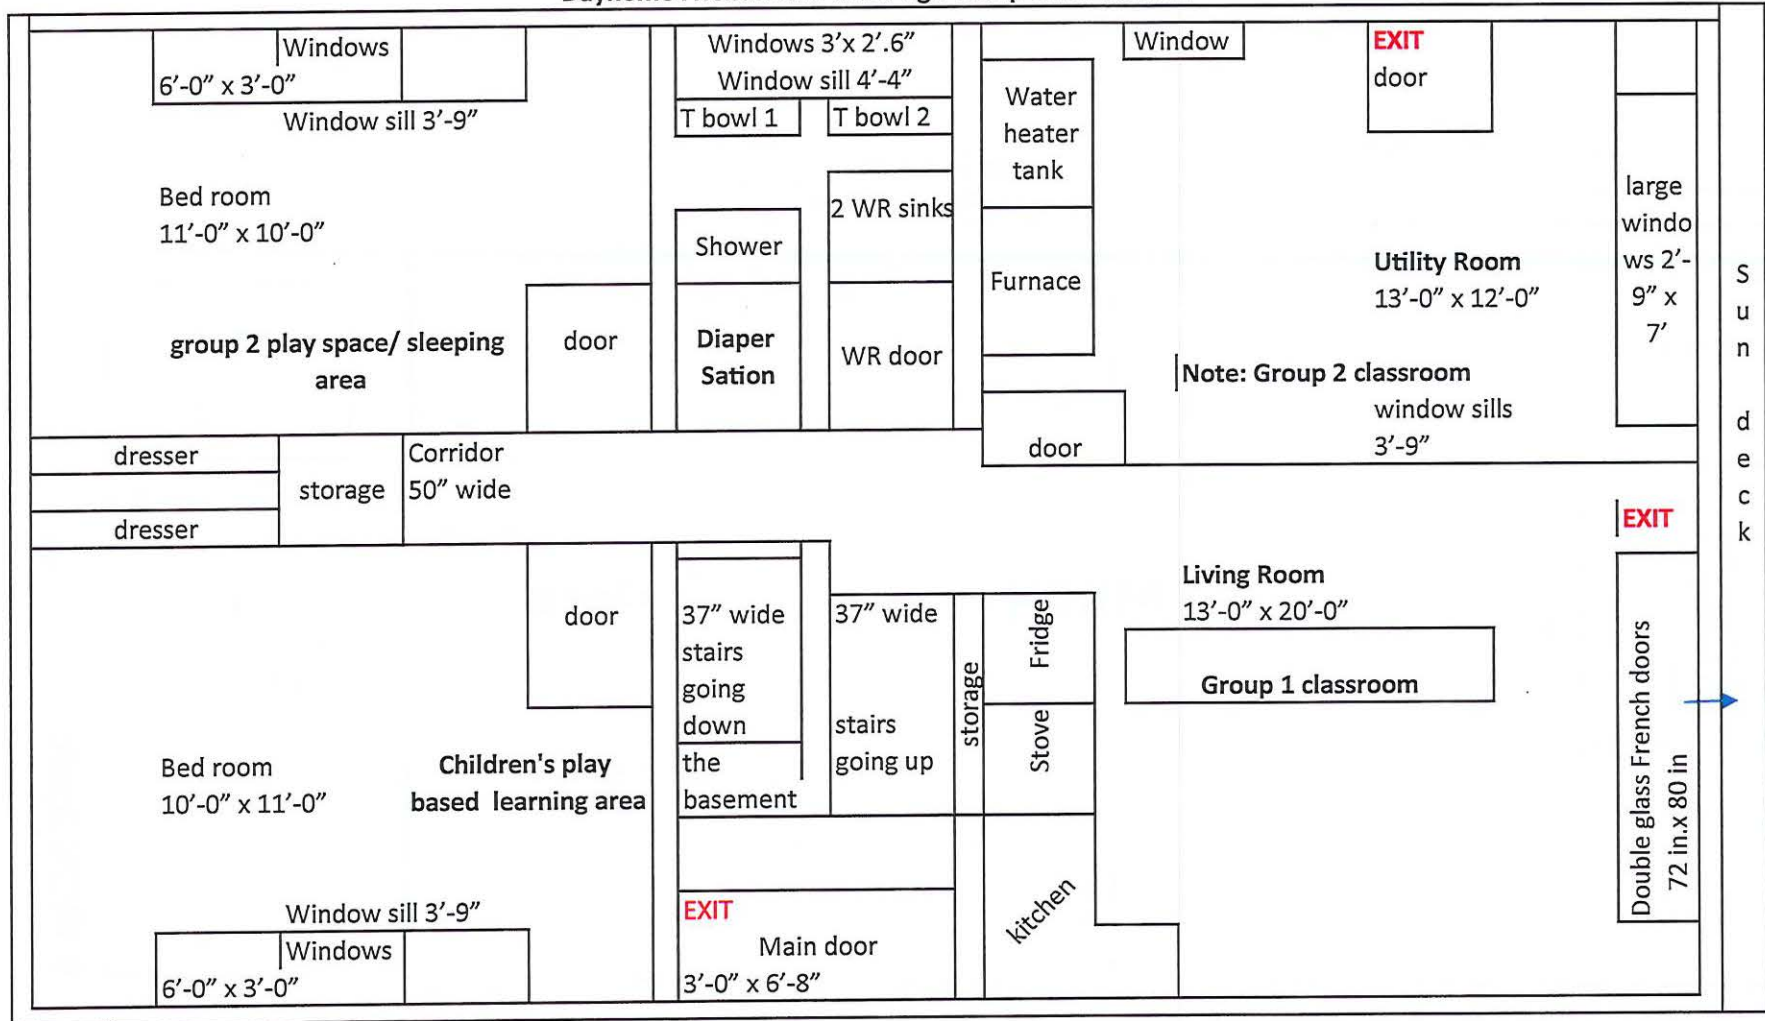 Windows
6'-0" x 3'-0"
Window sill 3'-9"
Bed room
11'-0" x 10'-0"
group 2 play space/ sleeping
area
door
Windows 3'x 2'.6"
Window sill 4'-4"
T bowl 1
T bowl 2
2 WR sinks
Shower
Diaper
Sation
WR door
Water
heater
tank
Furnace
door
Window
EXIT
door
Utility Room
13'-0" x 12'-0"
Note: Group 2 classroom
window sills
3'-9"
large
windo
ws 2'-
9" x
7'
Sun deck
dresser
dresser
storage
Corridor
50" wide
EXIT
door
Bed room
10'-0" x 11'-0"
Children's play
based learning area
Window sill 3'-9"
Windows
6'-0" x 3'-0"
37" wide
stairs
going
down
the
basement
37" wide
stairs
going up
storage
Fridge
Stove
kitchen
EXIT
Main door
3'-0" x 6'-8"
Living Room
13'-0" x 20'-0"
Group 1 classroom
Double glass French doors
72 in.x 80 in